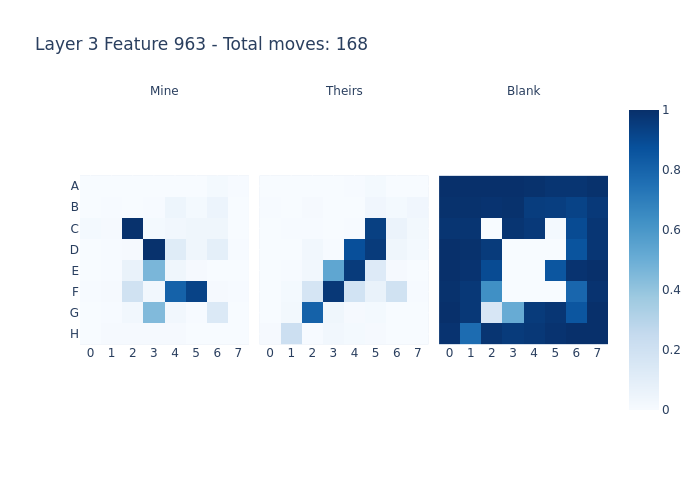 Layer 3 Feature 963 - Total moves: 168
Mine Theirs Blank
A
B
C
D
E
F
G
H
0 1 2 3 4 5 6 7 0 1 2 3 4 5 6 7 0 1 2 3 4 5 6 7
1
0.8
0.6
0.4
0.2
0